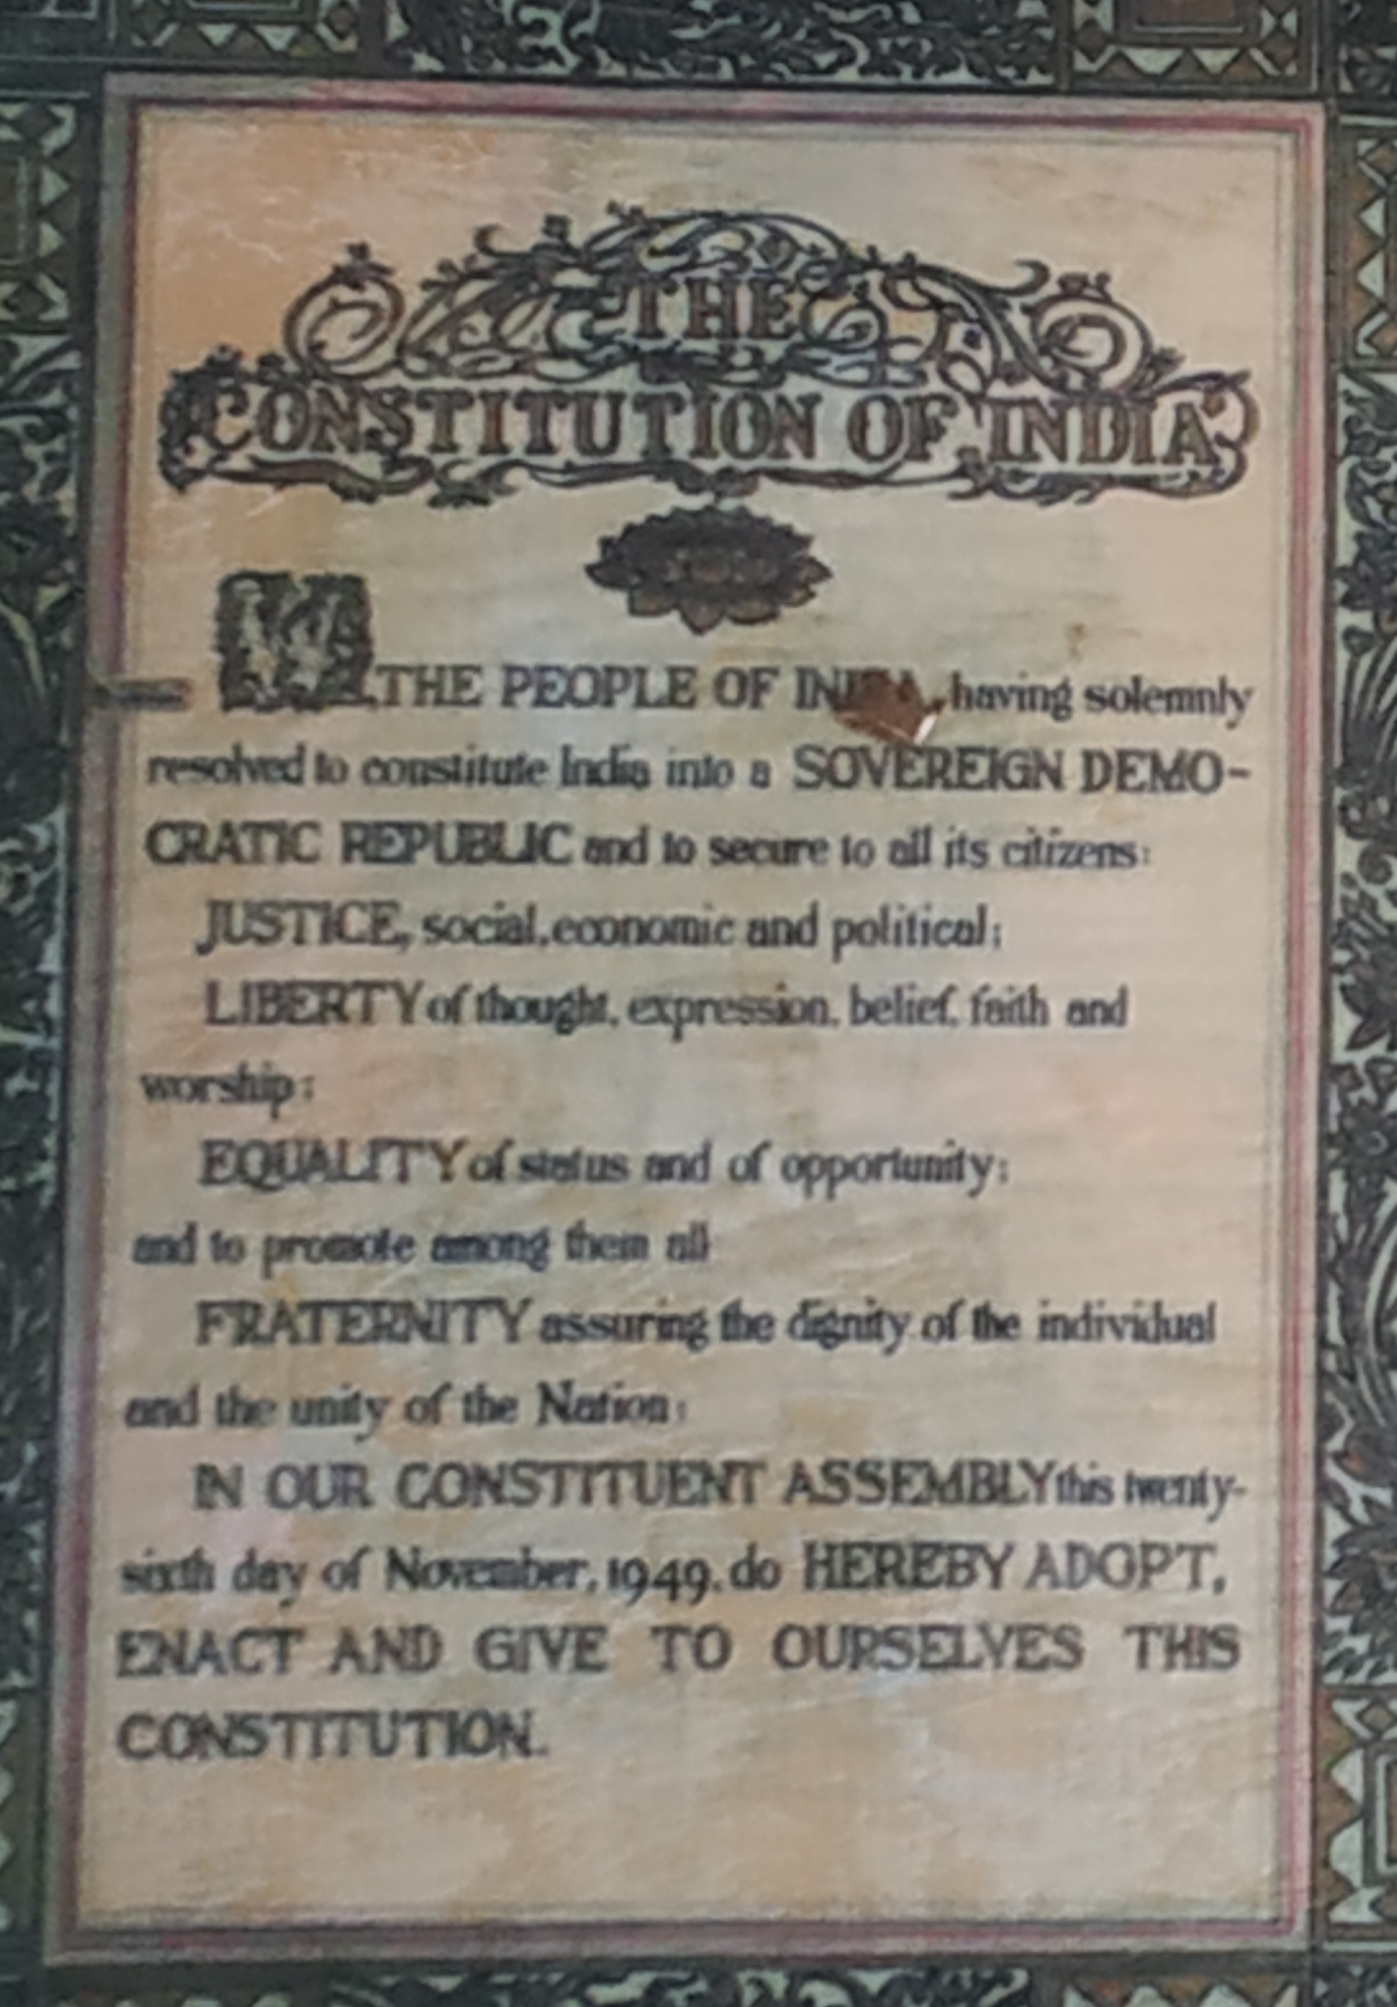 THE
CONSTITUTION OF INDIA
WE, THE PEOPLE OF INDIA, having solemnly
resolved to constitute India into a SOVEREIGN DEMO-
CRATIC REPUBLIC and to secure to all its citizens:
JUSTICE, social, economic and political;
LIBERTY of thought, expression, belief, faith and
worship;
EQUALITY of status and of opportunity;
and to promote among them all
FRATERNITY assuring the dignity of the individual
and the unity of the Nation;
IN OUR CONSTITUENT ASSEMBLY this twenty-
sixth day of November, 1949, do HEREBY ADOPT,
ENACT AND GIVE TO OURSELVES THIS
CONSTITUTION.